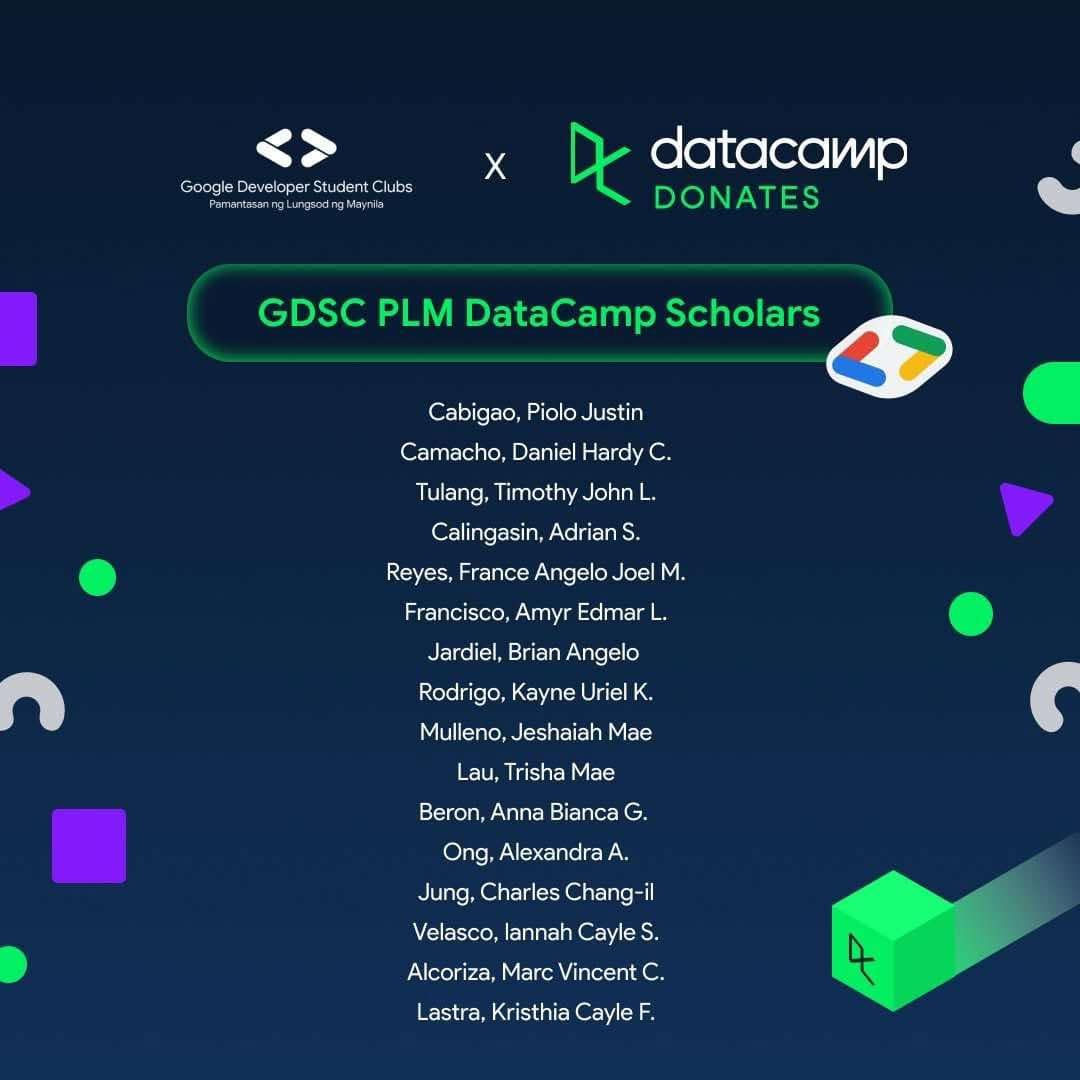 Google Developer Student Clubs
Pamantasan ng Lungsod ng Maynila
X
datacamp
DONATES
GDSC PLM DataCamp Scholars
Cabigao, Piolo Justin
Camacho, Daniel Hardy C.
Tulang, Timothy John L.
Calingasin, Adrian S.
Reyes, France Angelo Joel M.
Francisco, Amyr Edmar L.
Jardiel, Brian Angelo
Rodrigo, Kayne Uriel K.
Mulleno, Jeshaiah Mae
Lau, Trisha Mae
Beron, Anna Bianca G.
Ong, Alexandra A.
Jung, Charles Chang-il
Velasco, Iannah Cayle S.
Alcoriza, Marc Vincent C.
Lastra, Kristhia Cayle F.